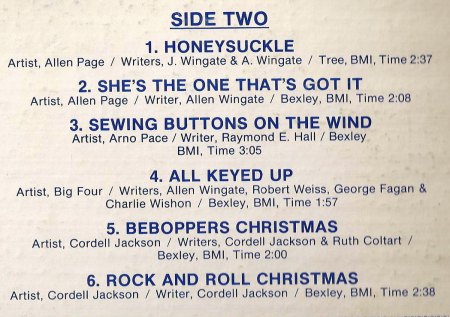 SIDE TWO
1. HONEYSUCKLE
Artist, Allen Page / Writers, J. Wingate & A. Wingate / Tree, BMI, Time 2:37
2. SHE'S THE ONE THAT'S GOT IT
Artist, Allen Page / Writer, Allen Wingate / Bexley, BMI, Time 2:08
3. SEWING BUTTONS ON THE WIND
Artist, Arno Pace / Writer, Raymond E. Hall / Bexley
BMI, Time 3:05
4. ALL KEYED UP
Artist, Big Four / Writers, Allen Wingate, Robert Weiss, George Fagan &
Charlie Wishon / Bexley, BMI, Time 1:57
5. BEBOPPERS CHRISTMAS
Artist, Cordell Jackson / Writers, Cordell Jackson & Ruth Coltart /
Bexley, BMI, Time 2:00
6. ROCK AND ROLL CHRISTMAS
Artist, Cordell Jackson / Writer, Cordell Jackson / Bexley, BMI, Time 2:38